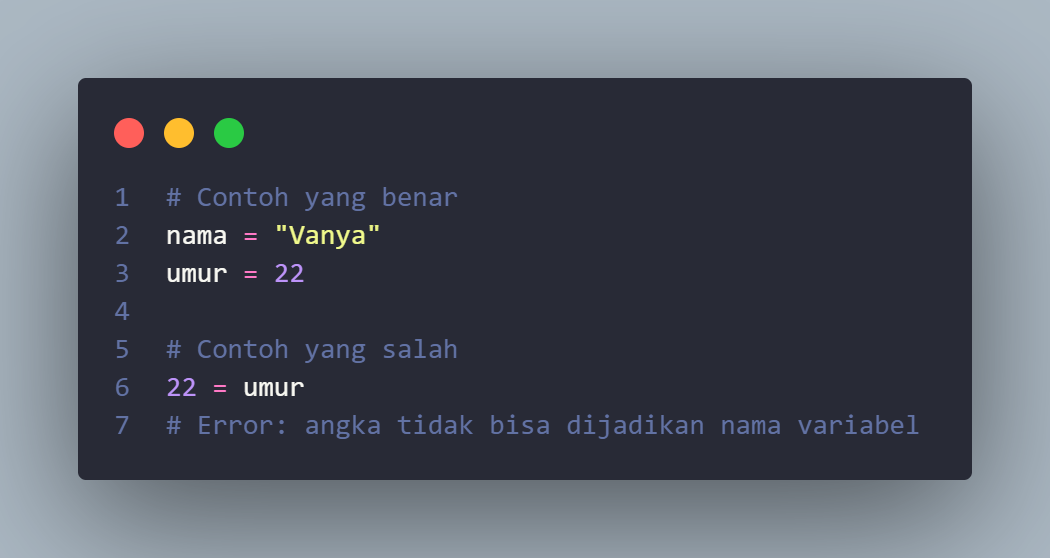 1 # Contoh yang benar
2 nama = "Vanya"
3 umur = 22
4
5 # Contoh yang salah
6 22 = umur
7 # Error: angka tidak bisa dijadikan nama variabel